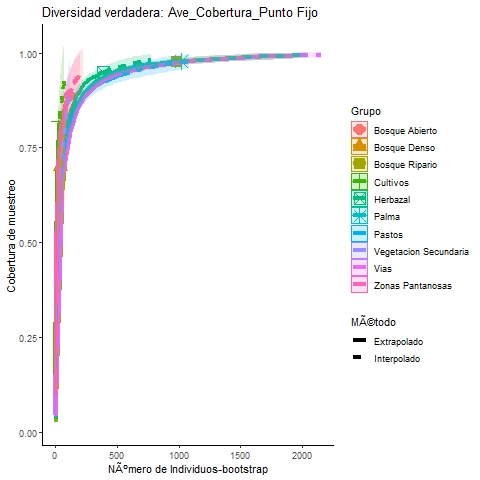 Diversidad verdadera: Ave_Cobertura_Punto Fijo
1.00
0.75
0.50
0.25
0.00
Cobertura de muestreo
0
500
1000
1500
2000
NÃºmero de Individuos-bootstrap
Grupo
Bosque Abierto
Bosque Denso
Bosque Ripario
Cultivos
Herbazal
Palma
Pastos
Vegetacion Secundaria
Vias
Zonas Pantanosas
MÃ©todo
Extrapolado
Interpolado